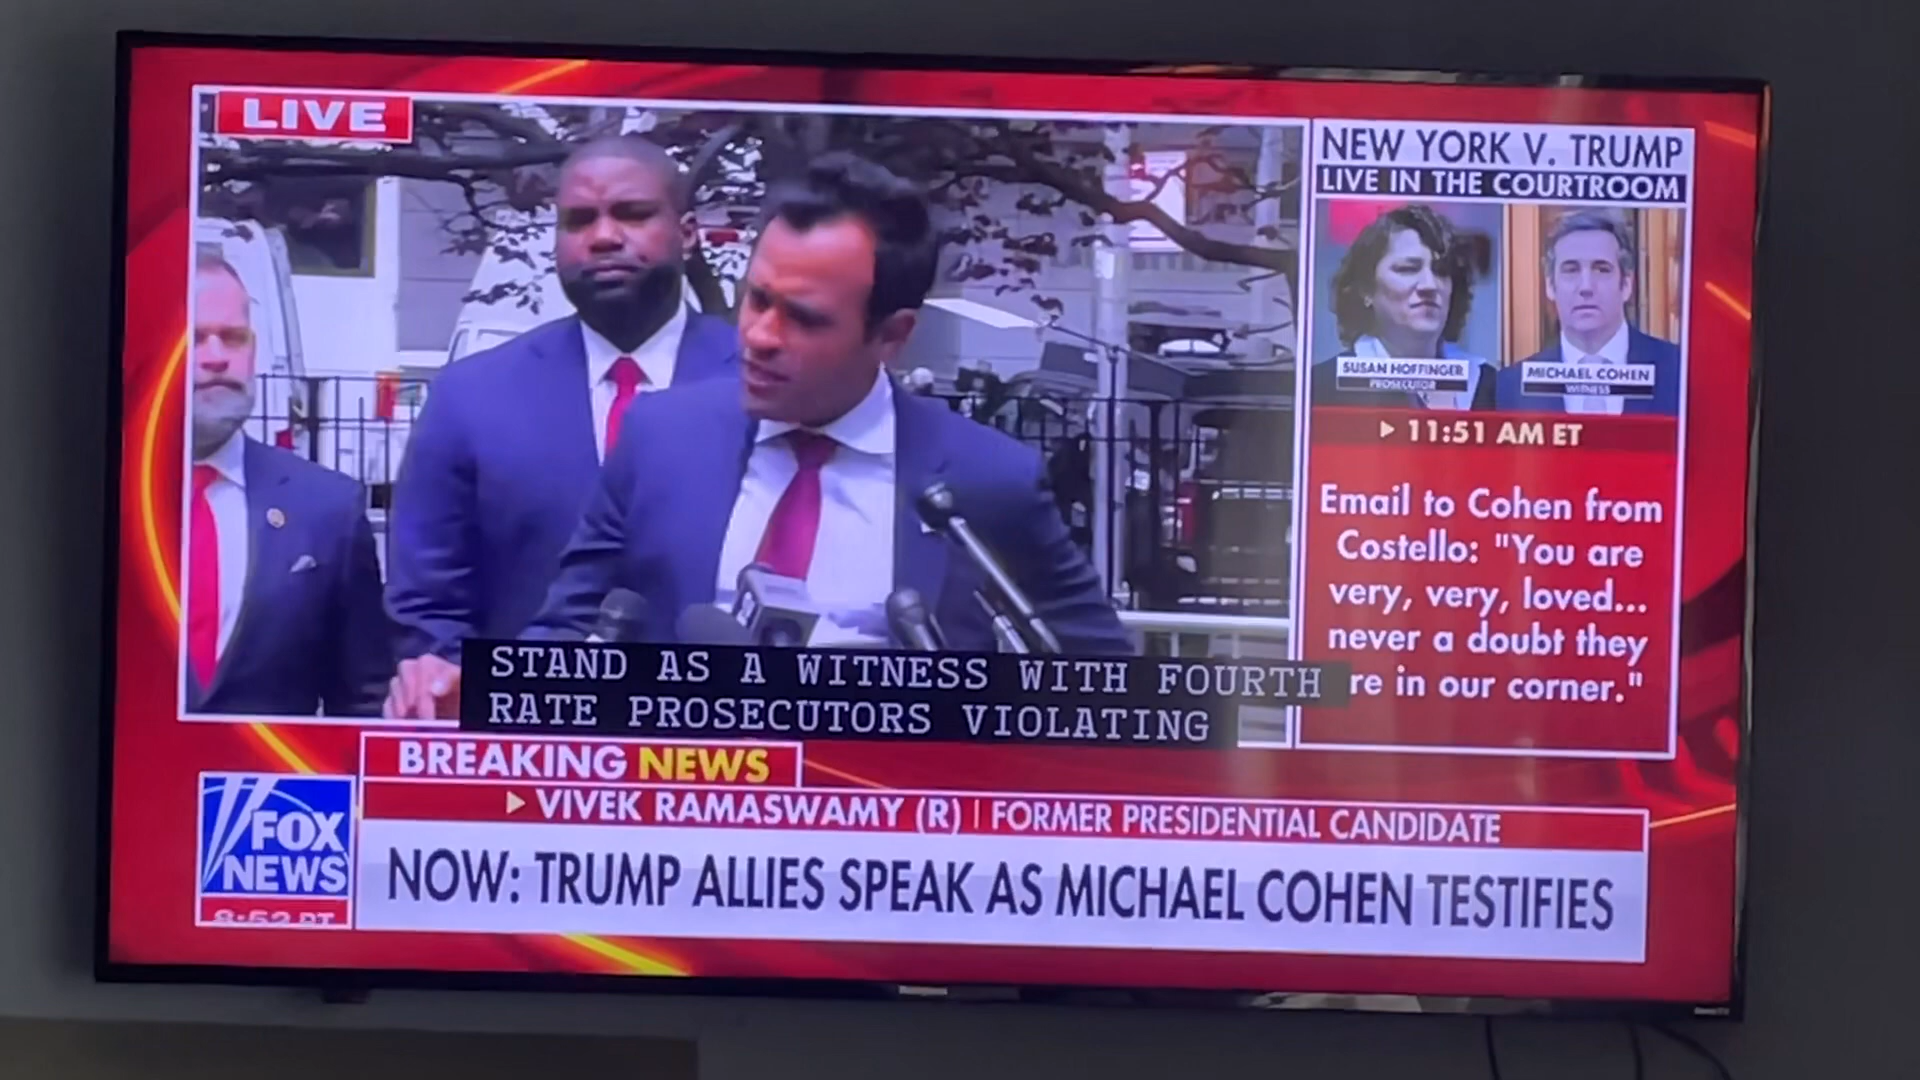 LIVE
NEW YORK V. TRUMP
LIVE IN THE COURTROOM
SUSAN HOFFINGER
PROSECUTOR
MICHAEL COHEN
WITNESS
11:51 AM ET
Email to Cohen from
Costello: "You are
very, very, loved...
never a doubt they
re in our corner."
STAND AS A WITNESS WITH FOURTH
RATE PROSECUTORS VIOLATING
BREAKING NEWS
VIVEK RAMASWAMY (R) | FORMER PRESIDENTIAL CANDIDATE
NOW: TRUMP ALLIES SPEAK AS MICHAEL COHEN TESTIFIES
FOX
NEWS
8:52 PT